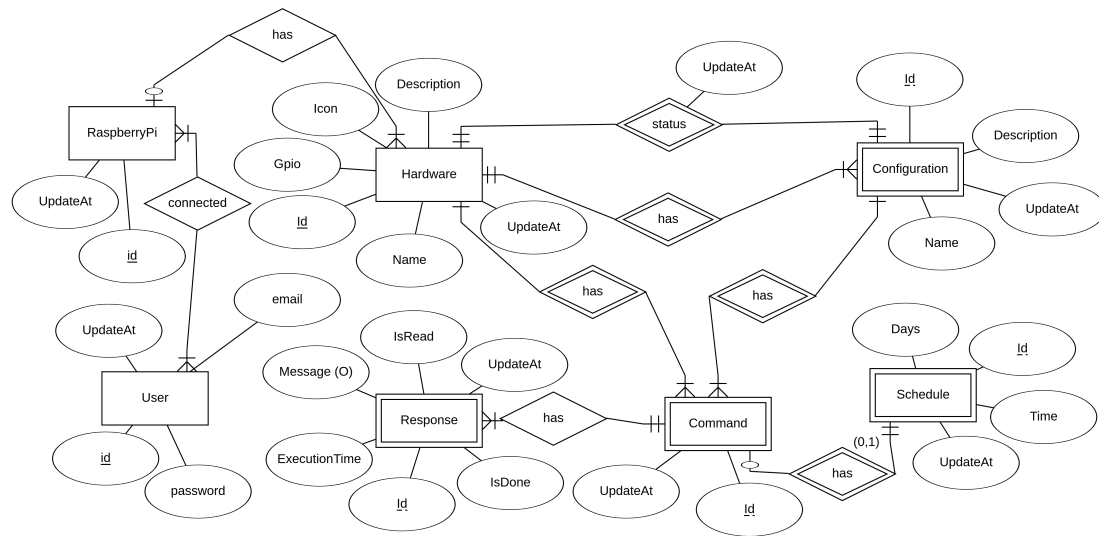 has
UpdateAt
Id
Description
Icon
RaspberryPi
status
Description
Gpio
Hardware
Configuration
UpdateAt
connected
Id
UpdateAt
has
UpdateAt
id
Name
Name
email
has
has
UpdateAt
IsRead
Days
Id
Message (O)
UpdateAt
User
Response
has
Command
Schedule
Time
(0,1)
id
ExecutionTime
UpdateAt
password
IsDone
UpdateAt
has
Id
Id